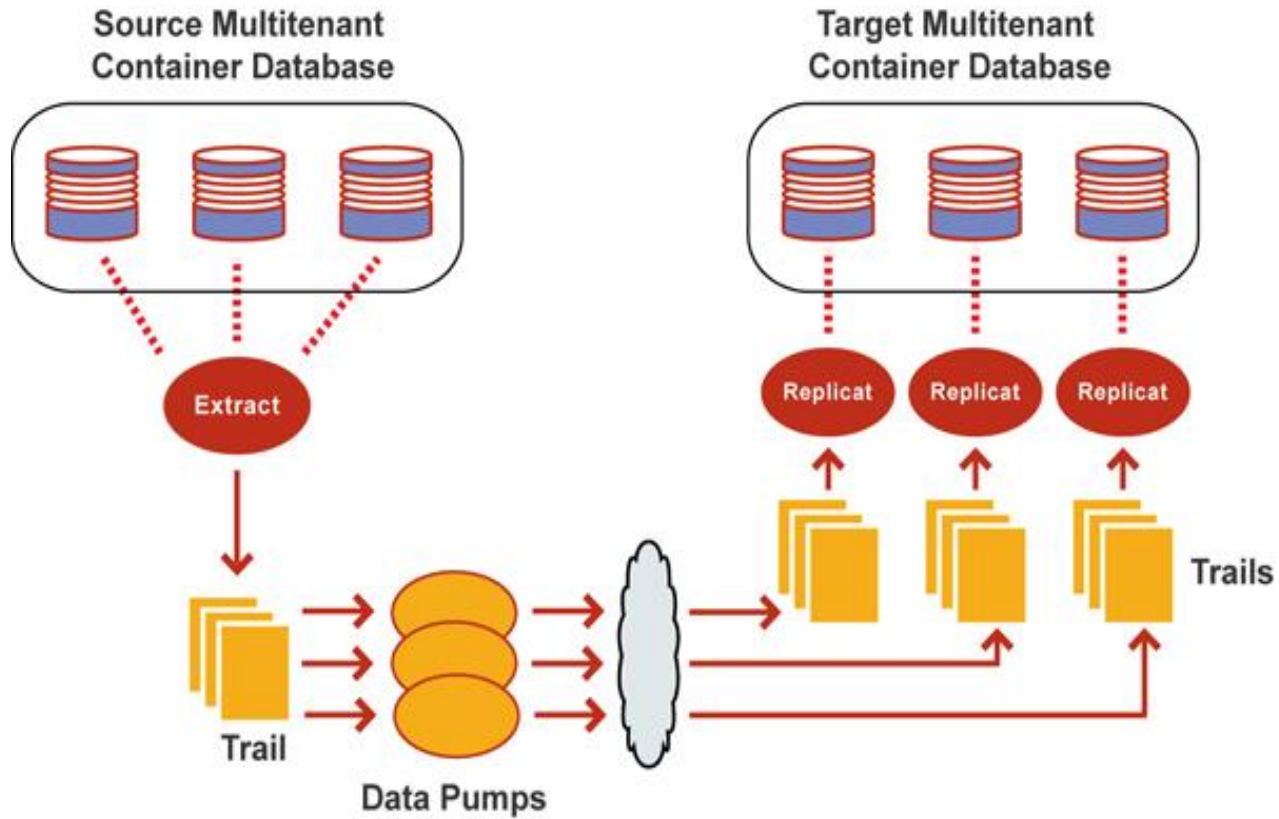 Source Multitenant
Container Database
Target Multitenant
Container Database
Extract
Replicat
Replicat
Replicat
Trails
Trail
Data Pumps